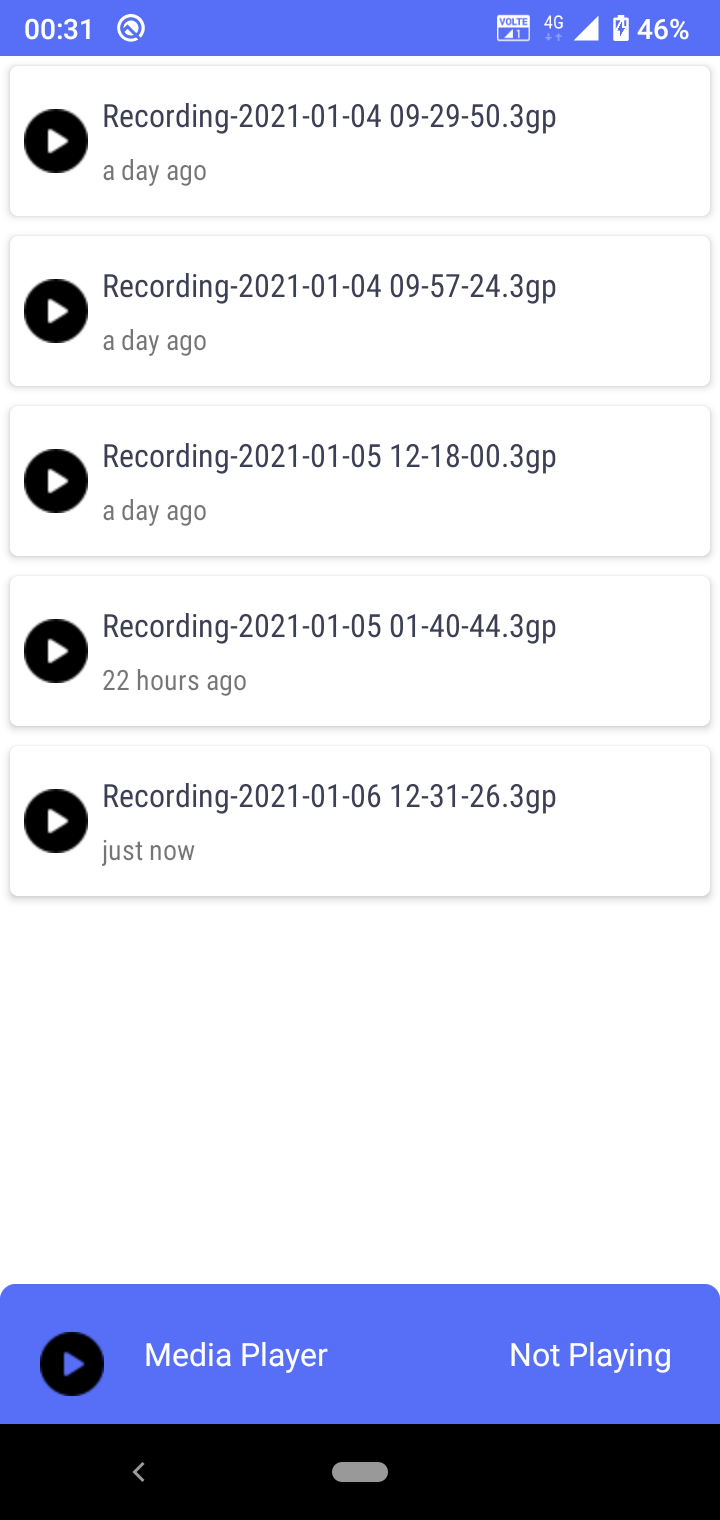 00:31 VOLTE 1 4G 46%
Recording-2021-01-04 09-29-50.3gp
a day ago
Recording-2021-01-04 09-57-24.3gp
a day ago
Recording-2021-01-05 12-18-00.3gp
a day ago
Recording-2021-01-05 01-40-44.3gp
22 hours ago
Recording-2021-01-06 12-31-26.3gp
just now
Media Player Not Playing